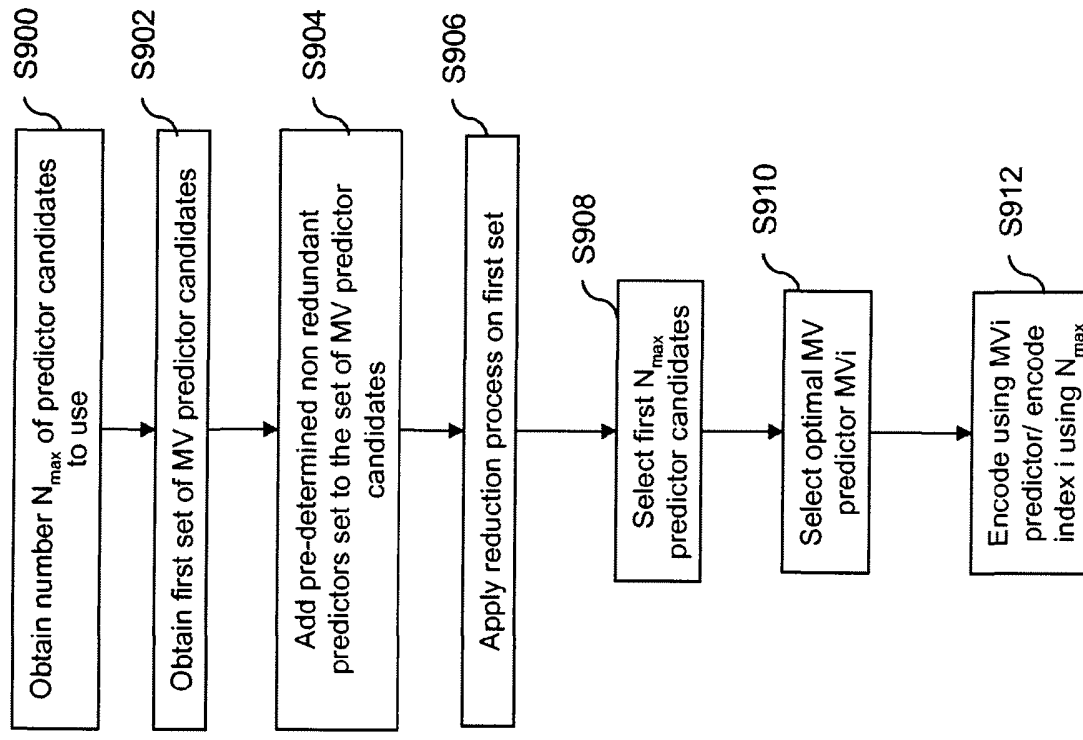 S900
Obtain number Nmax of predictor candidates
to use
S902
Obtain first set of MV predictor candidates
S904
Add pre-determined non redundant
predictors set to the set of MV predictor
candidates
S906
Apply reduction process on first set
S908
Select first Nmax
predictor candidates
S910
Select optimal MV
predictor MVi
S912
Encode using MVi
predictor/ encode
index i using Nmax